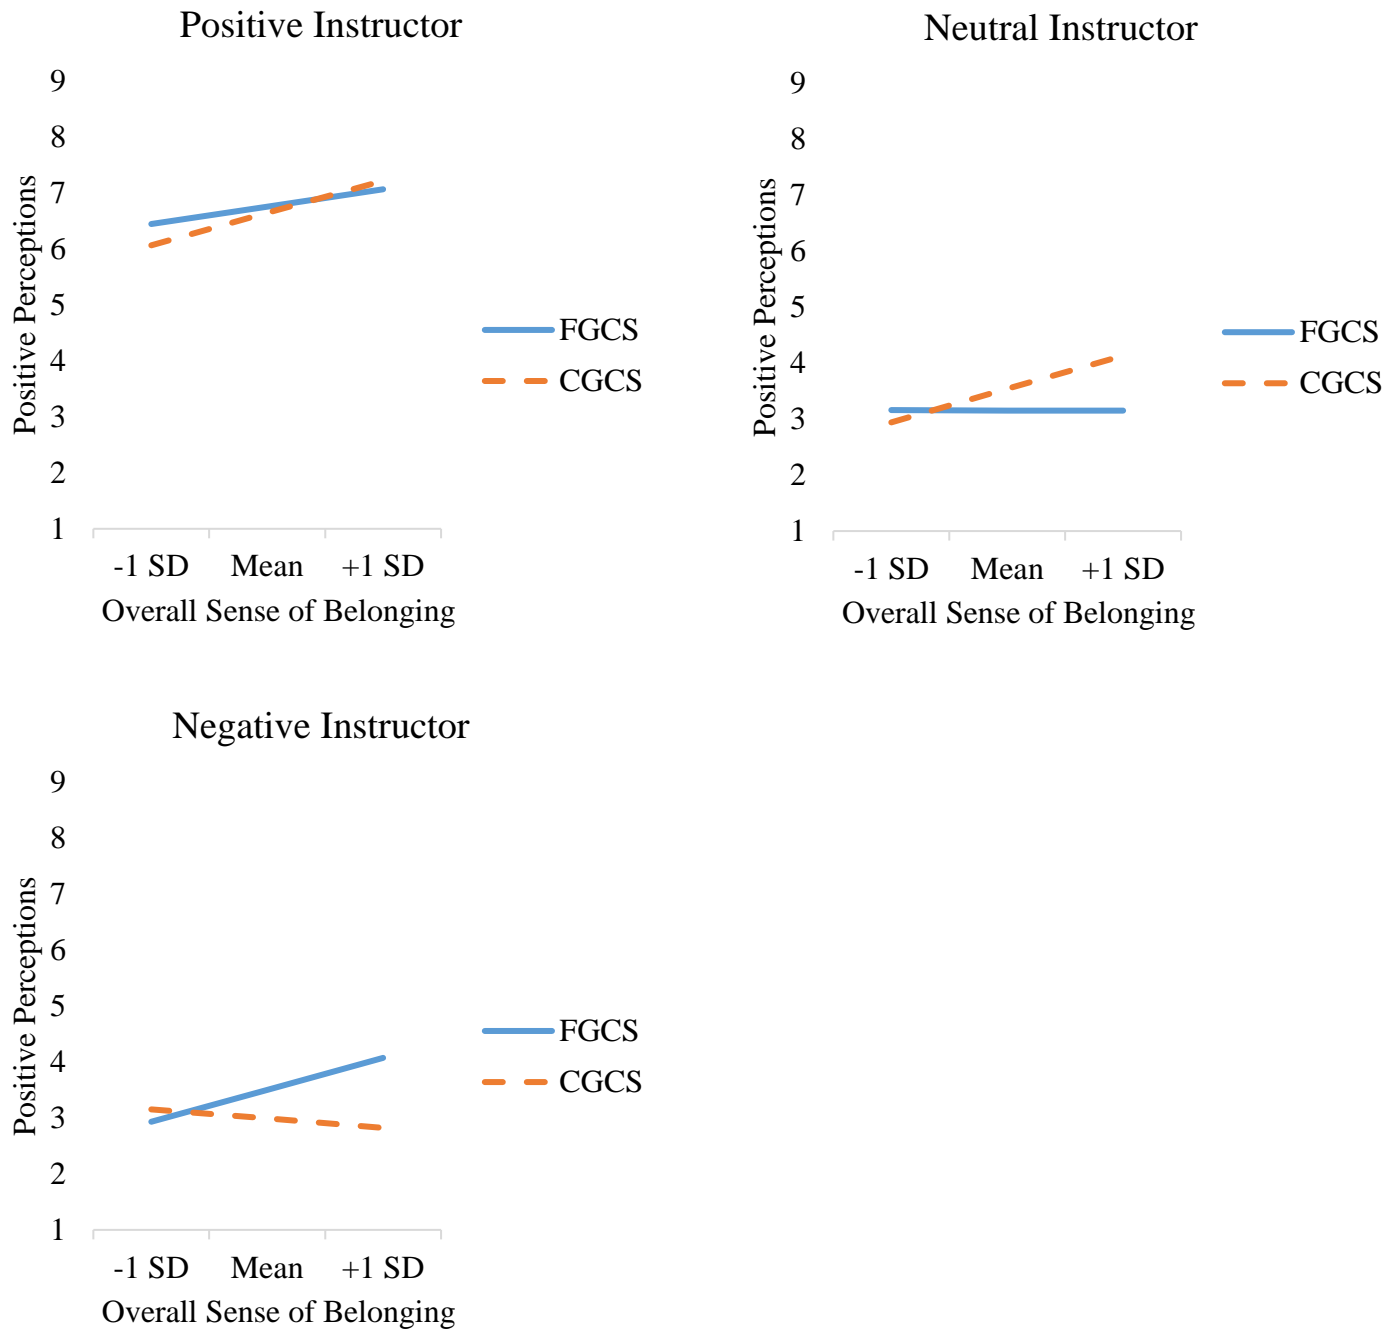 Positive Instructor
9
8
7
6
5
4
3
2
1
Positive Perceptions
-1 SD Mean +1 SD
Overall Sense of Belonging
FGCS
CGCS
Neutral Instructor
9
8
7
6
5
4
3
2
1
Positive Perceptions
-1 SD Mean +1 SD
Overall Sense of Belonging
FGCS
CGCS
Negative Instructor
9
8
7
6
5
4
3
2
1
Positive Perceptions
-1 SD Mean +1 SD
Overall Sense of Belonging
FGCS
CGCS